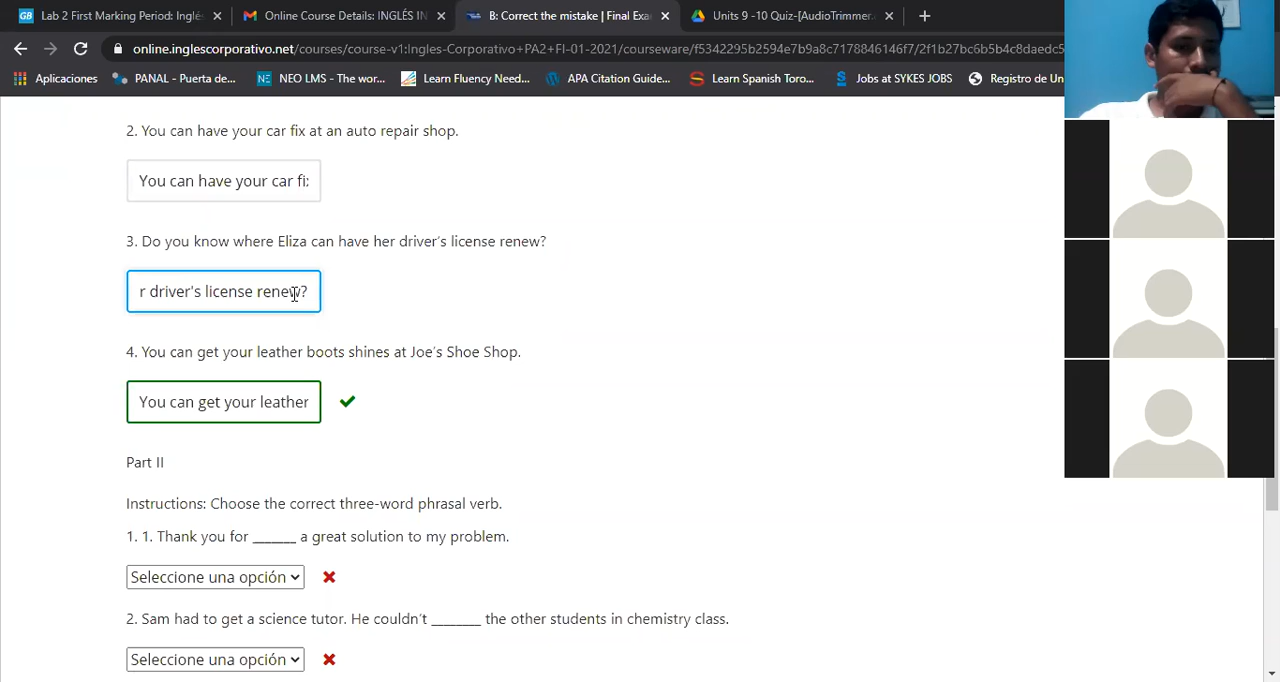 Lab 2 First Marking Period: Inglé
Online Course Details: INGLÉS IN
B: Correct the mistake | Final Exa
Units 9 -10 Quiz-[AudioTrimmer.
online.inglescorporativo.net/courses/course-v1:Ingles-Corporativo+PA2+FI-01-2021/courseware/f5342295b2594e7b9a8c7178846146f7/2f1b27bc6b5b4c8daedc5
Aplicaciones
PANAL - Puerta de...
NEO LMS - The wor...
Learn Fluency Need...
APA Citation Guide...
Learn Spanish Toro...
Jobs at SYKES JOBS
Registro de Un
2. You can have your car fix at an auto repair shop.
You can have your car fi
3. Do you know where Eliza can have her driver’s license renew?
r driver's license renew?
4. You can get your leather boots shines at Joe’s Shoe Shop.
You can get your leather
Part II
Instructions: Choose the correct three-word phrasal verb.
1. 1. Thank you for _______ a great solution to my problem.
Seleccione una opción
2. Sam had to get a science tutor. He couldn’t ________ the other students in chemistry class.
Seleccione una opción